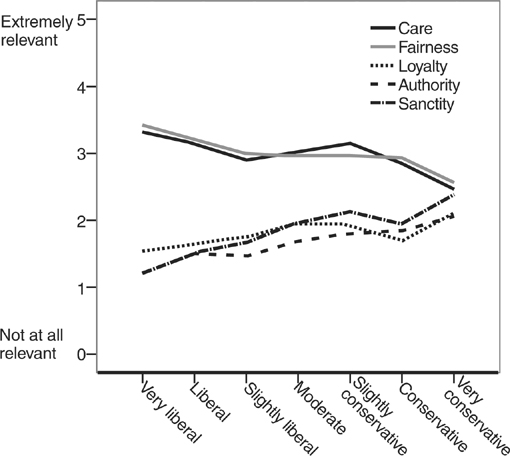 Extremely
relevant
5
4
3
2
1
Not at all
relevant
0
Care
Fairness
Loyalty
Authority
Sanctity
Very liberal
Liberal
Slightly liberal
Moderate
Slightly
conservative
Conservative
Very
conservative